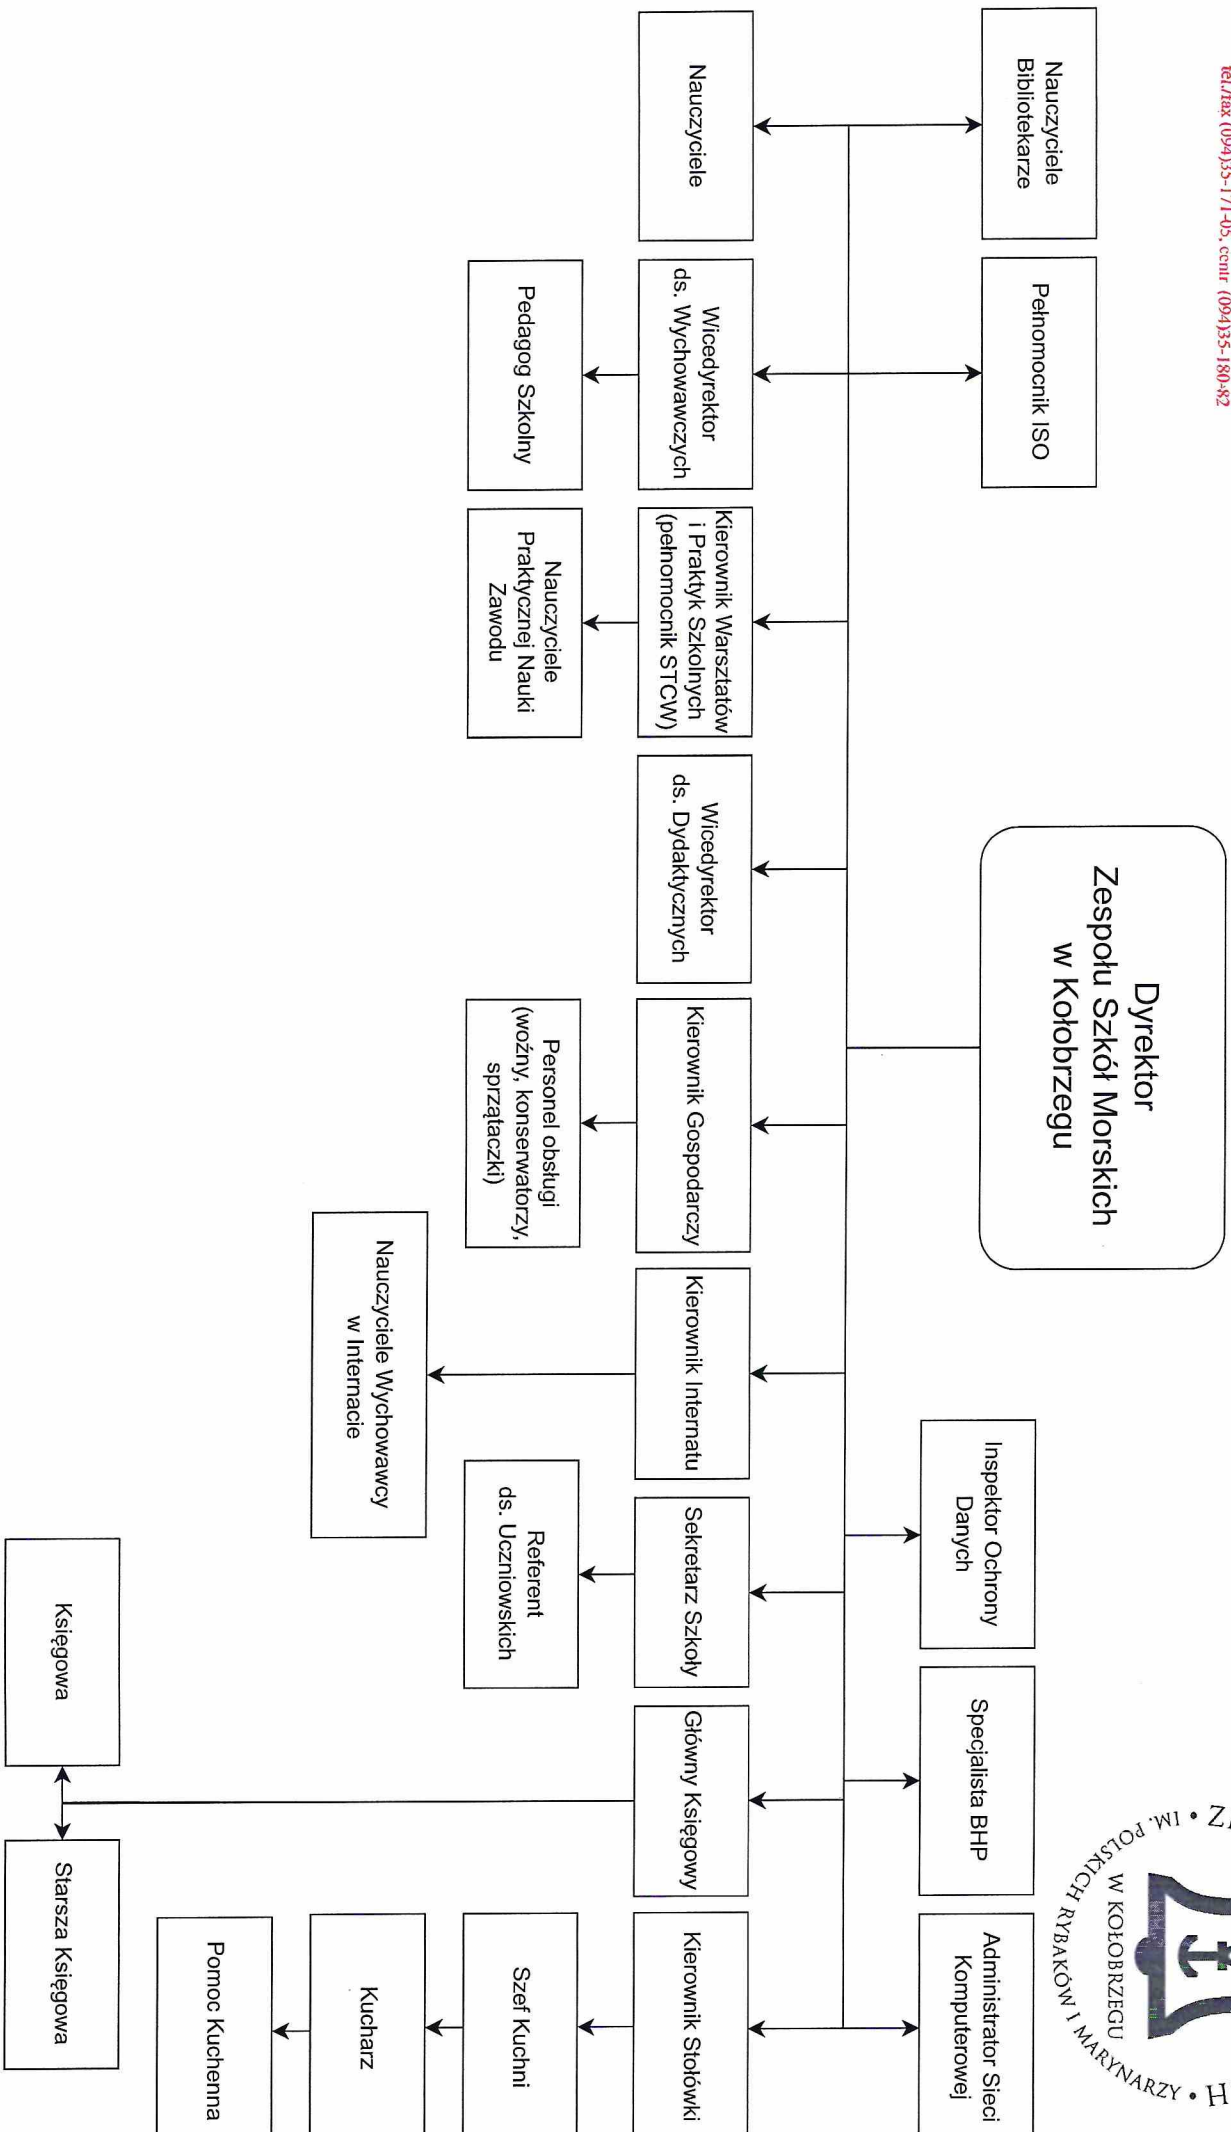 tel./fax (094)35-171-05, centr. (094)35-180-82
Dyrektor
Zespołu Szkół Morskich
w Kołobrzegu
• IM. POLSKICH RYBAKÓW I MARYNARZY •
W KOŁOBRZEGU
Nauczyciele
Bibliotekarze
Pełnomocnik ISO
Inspektor Ochrony
Danych
Specjalista BHP
Administrator Sieci
Komputerowej
Nauczyciele
Wicedyrektor
ds. Wychowawczych
Kierownik Warsztatów
i Praktyk Szkolnych
(pełnomocnik STCW)
Wicedyrektor
ds. Dydaktycznych
Kierownik Gospodarczy
Kierownik Internatu
Sekretarz Szkoły
Główny Księgowy
Kierownik Stołówki
Pedagog Szkolny
Nauczyciele
Praktycznej Nauki
Zawodu
Personel obsługi
(woźny, konserwatorzy,
sprzątaczki)
Referent
ds. Uczniowskich
Szef Kuchni
Nauczyciele Wychowawcy
w Internacie
Kucharz
Pomoc Kuchenna
Księgowa
Starsza Księgowa